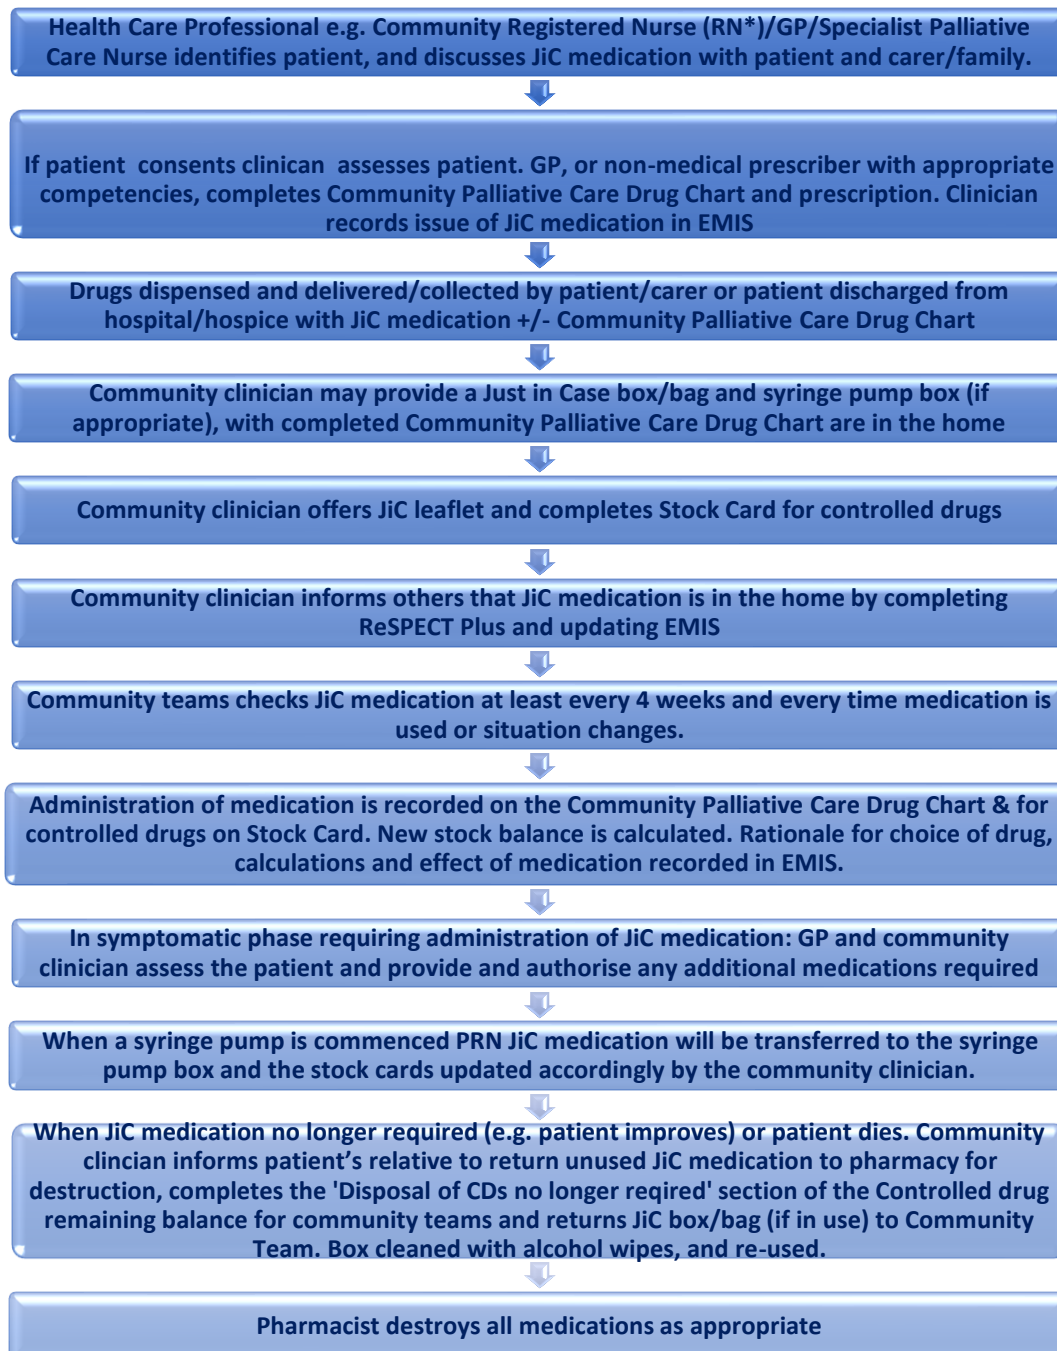 Health Care Professional e.g. Community Registered Nurse (RN*)/GP/Specialist Palliative
Care Nurse identifies patient, and discusses JiC medication with patient and carer/family.
If patient  consents clinican  assesses patient. GP, or non-medical prescriber with appropriate
competencies, completes Community Palliative Care Drug Chart and prescription. Clinician
records issue of JiC medication in EMIS
Drugs dispensed and delivered/collected by patient/carer or patient discharged from
hospital/hospice with JiC medication +/- Community Palliative Care Drug Chart
Community clinician may provide a Just in Case box/bag and syringe pump box (if
appropriate), with completed Community Palliative Care Drug Chart are in the home
Community clinician offers JiC leaflet and completes Stock Card for controlled drugs
Community clinician informs others that JiC medication is in the home by completing
ReSPECT Plus and updating EMIS
Community teams checks JiC medication at least every 4 weeks and every time medication is
used or situation changes.
Administration of medication is recorded on the Community Palliative Care Drug Chart & for
controlled drugs on Stock Card. New stock balance is calculated. Rationale for choice of drug,
calculations and effect of medication recorded in EMIS.
In symptomatic phase requiring administration of JiC medication: GP and community
clinician assess the patient and provide and authorise any additional medications required
When a syringe pump is commenced PRN JiC medication will be transferred to the syringe
pump box and the stock cards updated accordingly by the community clinician.
When JiC medication no longer required (e.g. patient improves) or patient dies. Community
clincian informs patient's relative to return unused JiC medication to pharmacy for
destruction, completes the 'Disposal of CDs no longer reqired' section of the Controlled drug
remaining balance for community teams and returns JiC box/bag (if in use) to Community
Team. Box cleaned with alcohol wipes, and re-used.
Pharmacist destroys all medications as appropriate